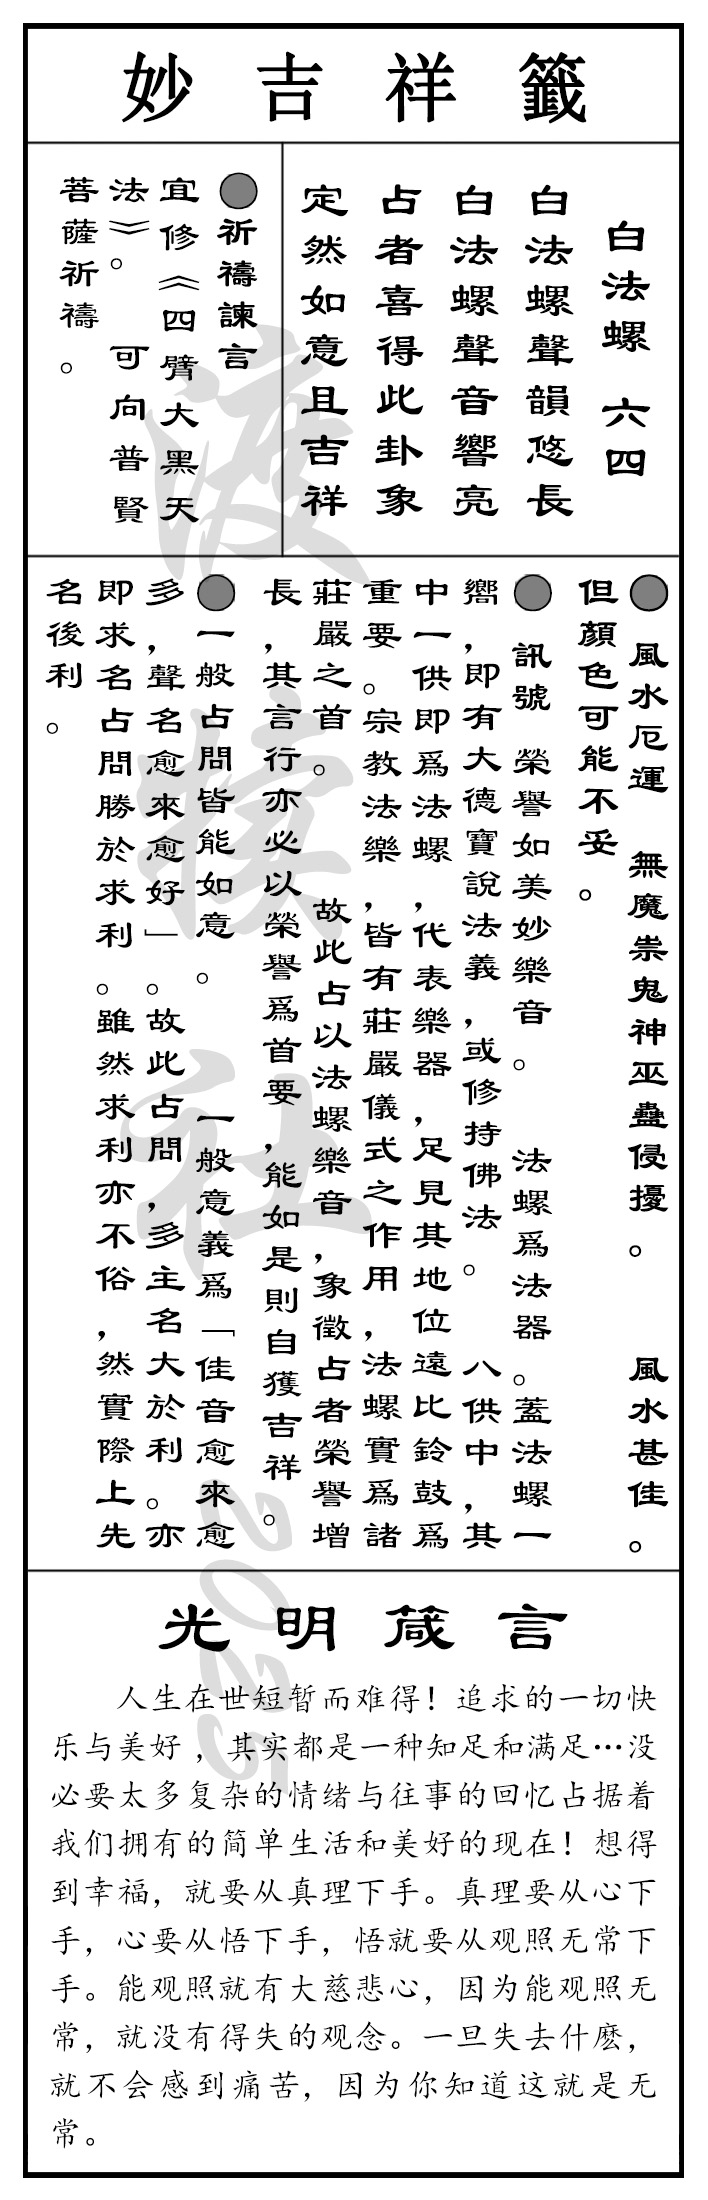 妙吉祥籤
白法螺 六四
白法螺聲韻悠長
白法螺聲音響亮
占者喜得此卦象
定然如意且吉祥
●祈禱諫言
宜修《四臂大黑天
法》。 可向普賢
菩薩祈禱。
● 風水厄運 無魔祟鬼神巫蠱侵擾。 風水甚佳。
但顏色可能不妥。
● 訊號 榮譽如美妙樂音。 法螺爲法器。蓋法螺一
嚮，即有大德寶說法義，或修持佛法。 八供中，其
中一供即爲法螺，代表樂器，足見其地位遠比鈴鼓爲
重要。宗教法樂，皆有莊嚴儀式之作用，法螺實爲諸
莊嚴之首。 故此占以法螺樂音，象徵占者榮譽增
長，其言行亦必以榮譽爲首要，能如是則自獲吉祥。
●一般占問皆能如意。 一般意義爲「佳音愈來愈
多，聲名愈來愈好」。故此占問，多主名大於利。亦
即求名占問勝於求利。雖然求利亦不俗，然實際上先
名後利。
光明箴言
人生在世短暂而难得！追求的一切快
乐与美好，其实都是一种知足和满足…没
必要太多复杂的情绪与往事的回忆占据着
我们拥有的简单生活和美好的现在！想得
到幸福，就要从真理下手。真理要从心下
手，心要从悟下手，悟就要从观照无常下
手。能观照就有大慈悲心，因为能观照无
常，就没有得失的观念。一旦失去什麽，
就不会感到痛苦，因为你知道这就是无
常。
渡檏社 2025